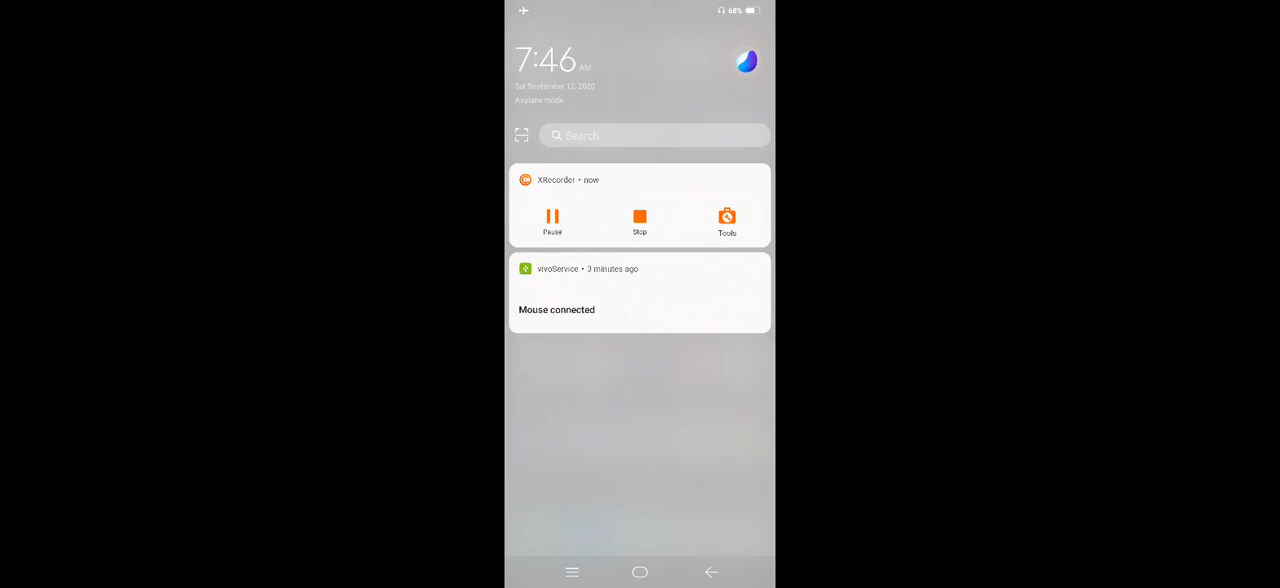 68%
7:46 AM
Sat September 12, 2020
Airplane mode
Search
XRecorder • now
Pause
Stop
Tools
vivoService • 3 minutes ago
Mouse connected